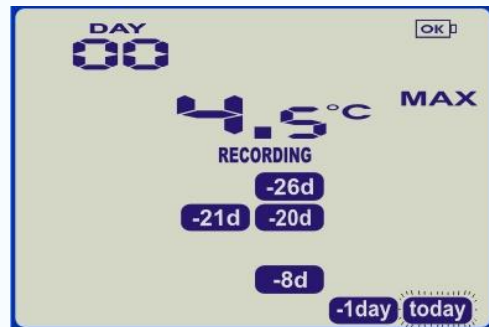 DAY
OK
00
4.5°C MAX
RECORDING
-26d
-21d -20d
-8d
-1day today